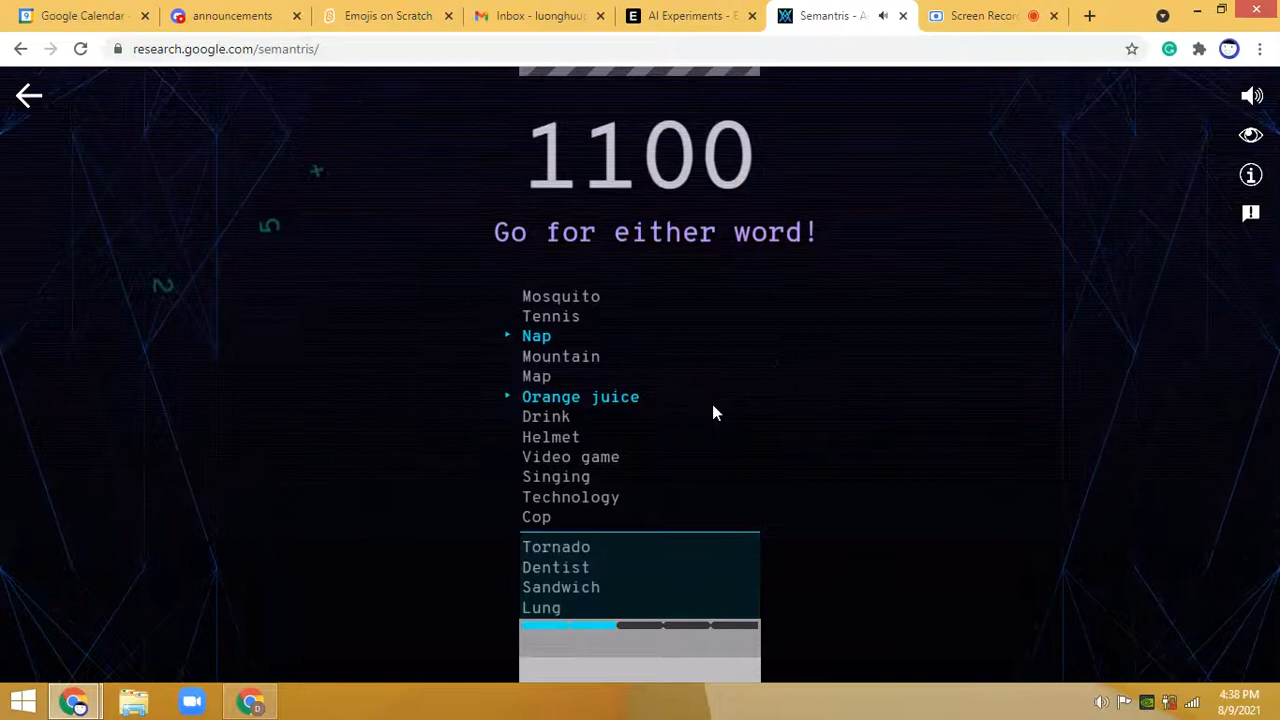 Google Calendar -
announcements
Emojis on Scratch
Inbox - luonghuup
AI Experiments - E
Semantris - A
Screen Recor
research.google.com/semantris/
1100
Go for either word!
Mosquito
Tennis
Nap
Mountain
Map
Orange juice
Drink
Helmet
Video game
Singing
Technology
Cop
Tornado
Dentist
Sandwich
Lung
4:38 PM
8/9/2021